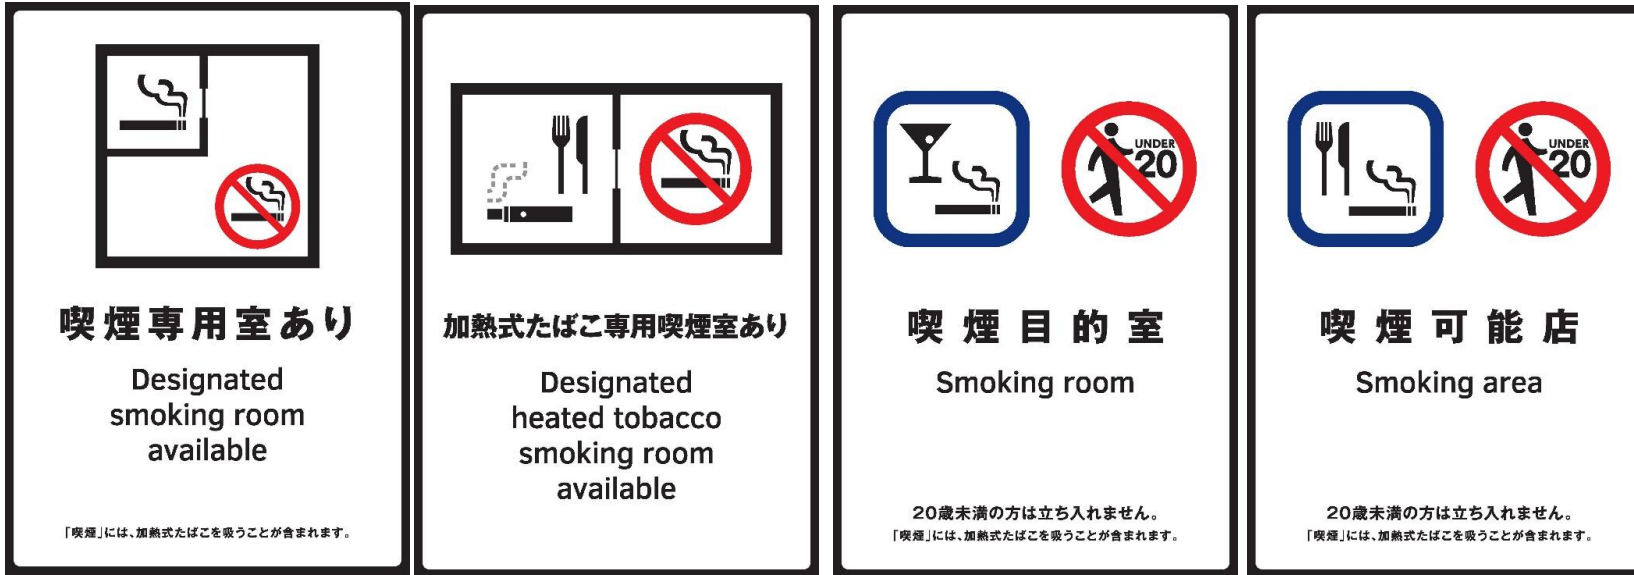 喫煙専用室あり
Designated
smoking room
available
「喫煙」には、加熱式たばこを吸うことが含まれます。
加熱式たばこ専用喫煙室あり
Designated
heated tobacco
smoking room
available
UNDER
20
喫煙目的室
Smoking room
20歳未満の方は立ち入れません。
「喫煙」には、加熱式たばこを吸うことが含まれます。
UNDER
20
喫煙可能店
Smoking area
20歳未満の方は立ち入れません。
「喫煙」には、加熱式たばこを吸うことが含まれます。